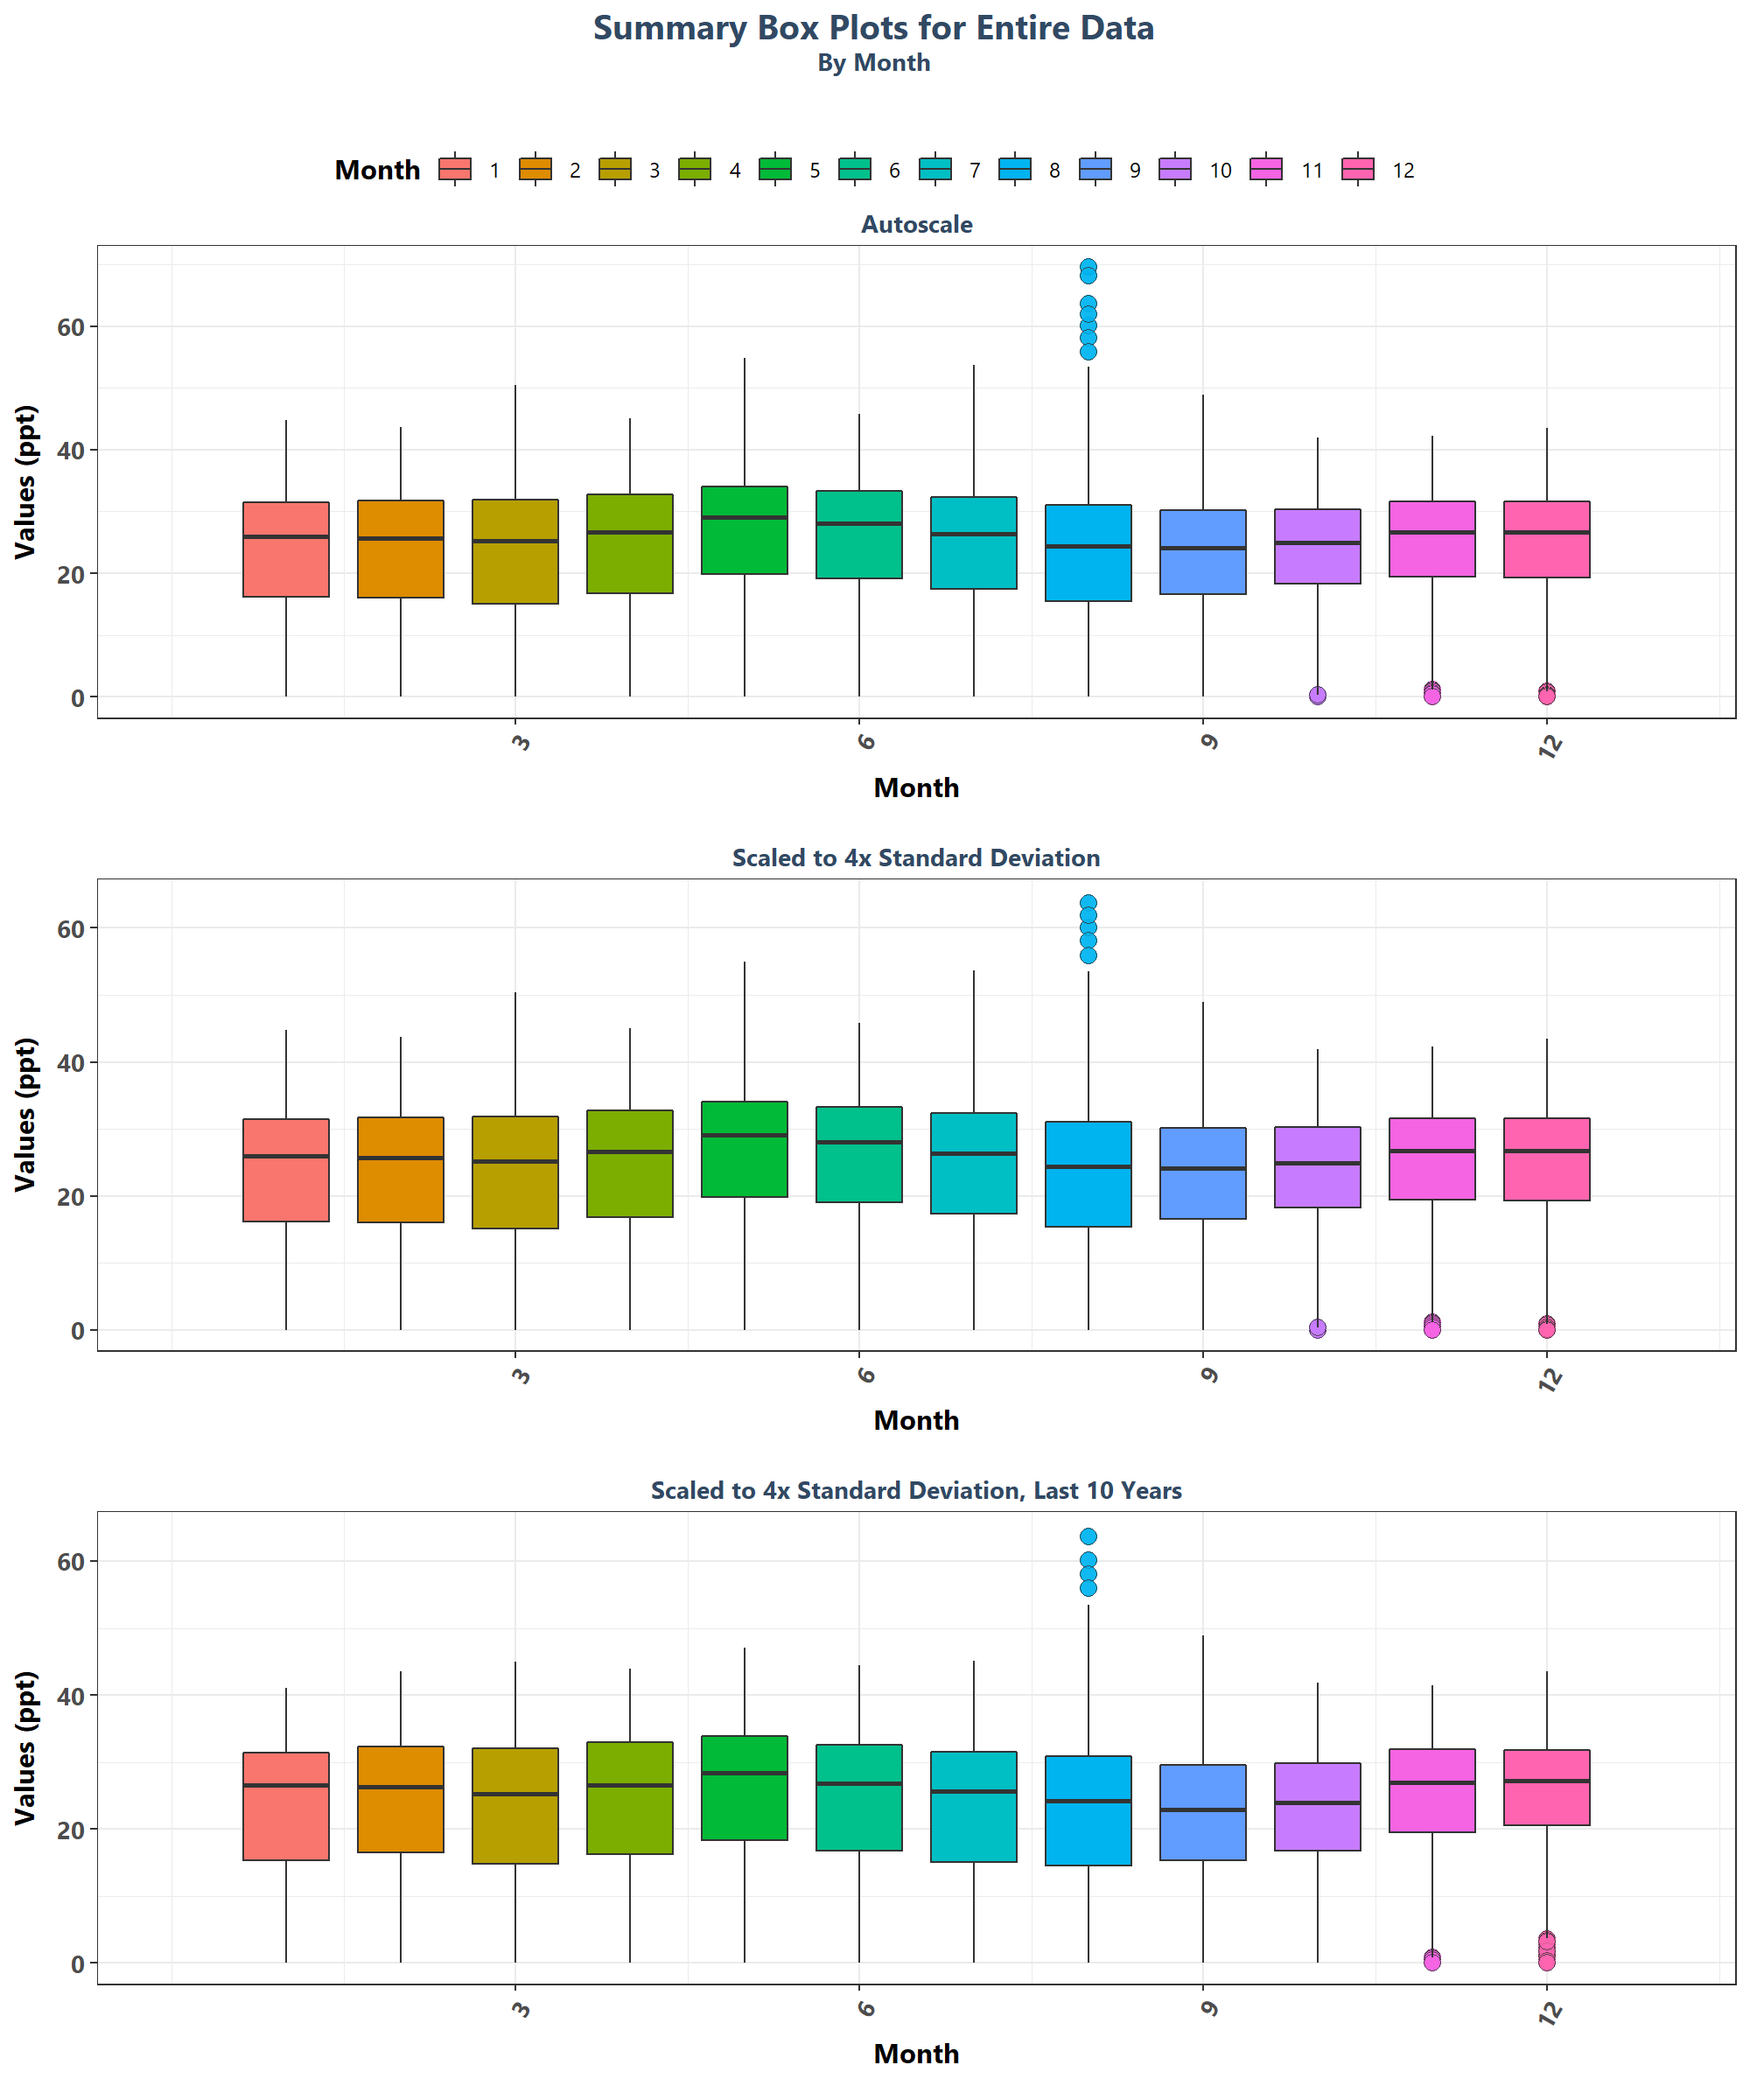 Summary Box Plots for Entire Data
By Month
Month 1 2 3 4 5 6 7 8 9 10 11 12
Autoscale
Values (ppt)
60
40
20
0
3 6 9 12
Month
Scaled to 4x Standard Deviation
Values (ppt)
60
40
20
0
3 6 9 12
Month
Scaled to 4x Standard Deviation, Last 10 Years
Values (ppt)
60
40
20
0
3 6 9 12
Month